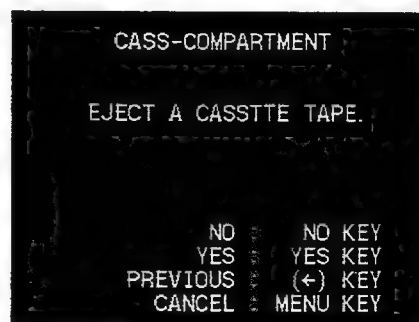 CASS-COMPARTMENT
EJECT A CASSTTE TAPE.
NO NO KEY
YES YES KEY
PREVIOUS (←) KEY
CANCEL MENU KEY